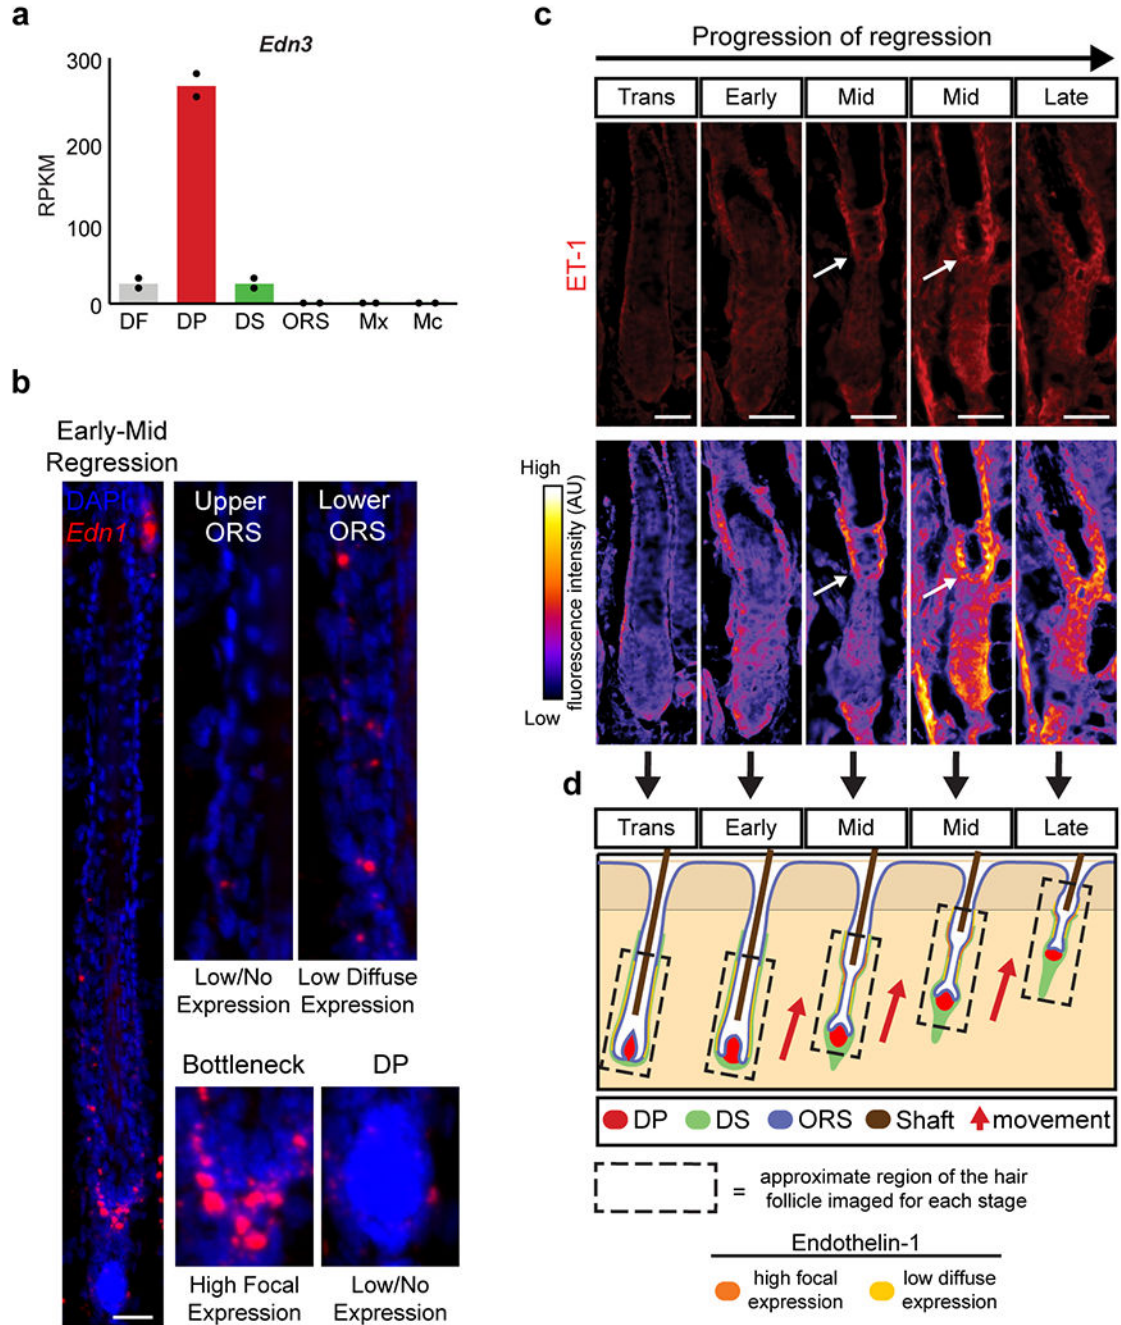 a
Edn3
300
200
100
0
RPKM
DF DP DS ORS Mx Mc
b
Early-Mid
Regression
DAPI
Edn1
Upper
ORS
Lower
ORS
Low/No
Expression
Low Diffuse
Expression
Bottleneck
DP
High Focal
Expression
Low/No
Expression
c
Progression of regression
Trans Early Mid Mid Late
ET-1
High
Low
fluorescence intensity (AU)
d
Trans Early Mid Mid Late
DP DS ORS Shaft movement
= approximate region of the hair
follicle imaged for each stage
Endothelin-1
high focal
expression
low diffuse
expression